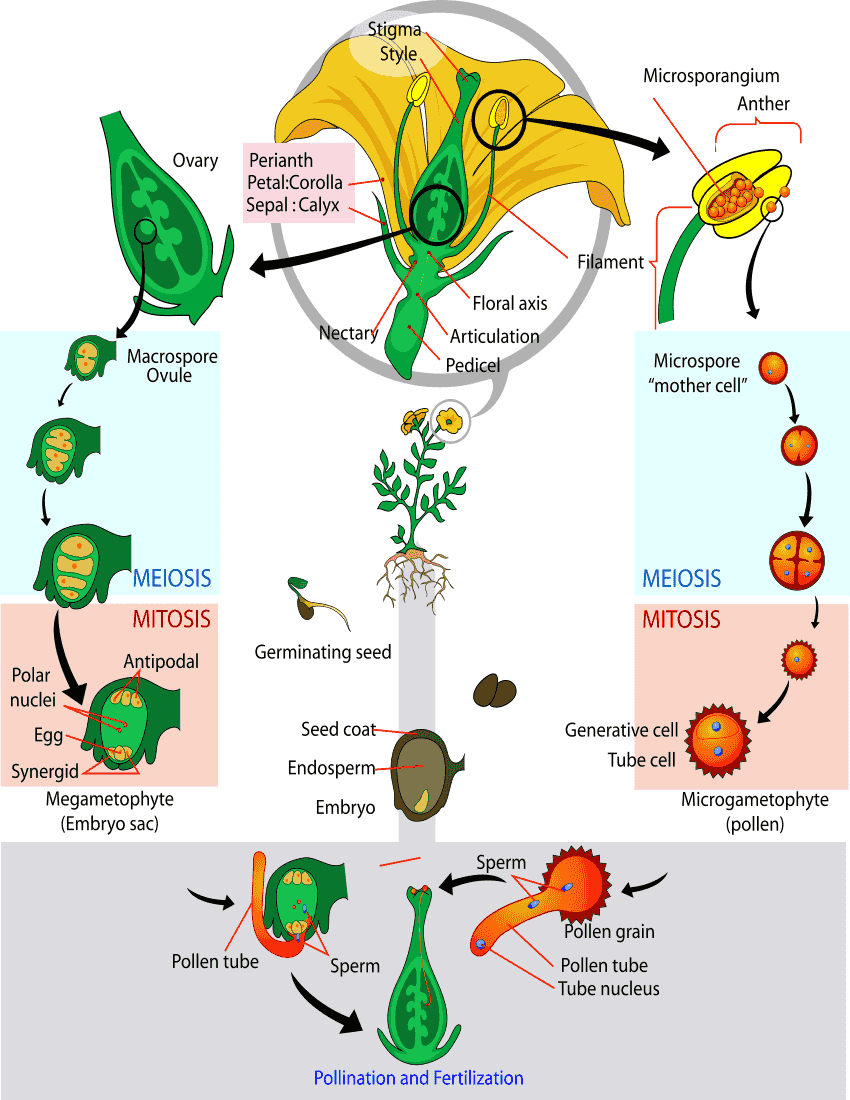 Stigma
Style
Microsporangium
Anther
Ovary
Perianth
Petal:Corolla
Sepal : Calyx
Filament
Floral axis
Nectary
Articulation
Pedicel
Macrospore
Ovule
Microspore
“mother cell”
MEIOSIS
MEIOSIS
MITOSIS
MITOSIS
Germinating seed
Antipodal
Polar
nuclei
Egg
Synergid
Megametophyte
(Embryo sac)
Seed coat
Endosperm
Embryo
Generative cell
Tube cell
Microgametophyte
(pollen)
Sperm
Pollen grain
Pollen tube
Sperm
Pollen tube
Tube nucleus
Pollination and Fertilization